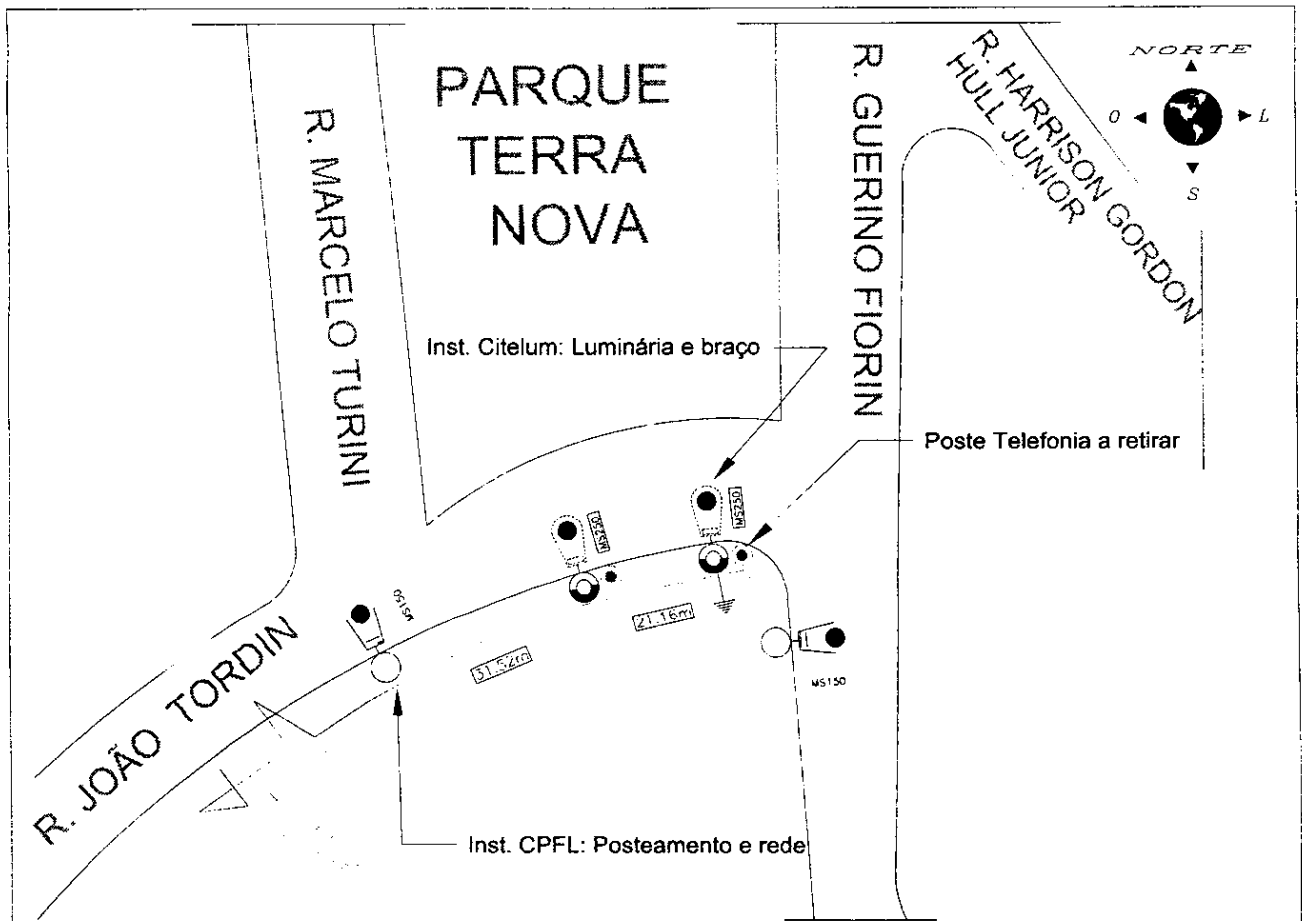 PARQUE
TERRA
NOVA
R. MARCELO TURINI
R. GUERINO FIORIN
R. HARRISON GORDON
HULL JUNIOR
NORTE
O
L
S
Inst. Citelum: Luminária e braço
Poste Telefonia a retirar
MS250
MS250
MS150
21.16m
31.52m
MS150
R. JOÃO TORDIN
Inst. CPFL: Posteamento e rede